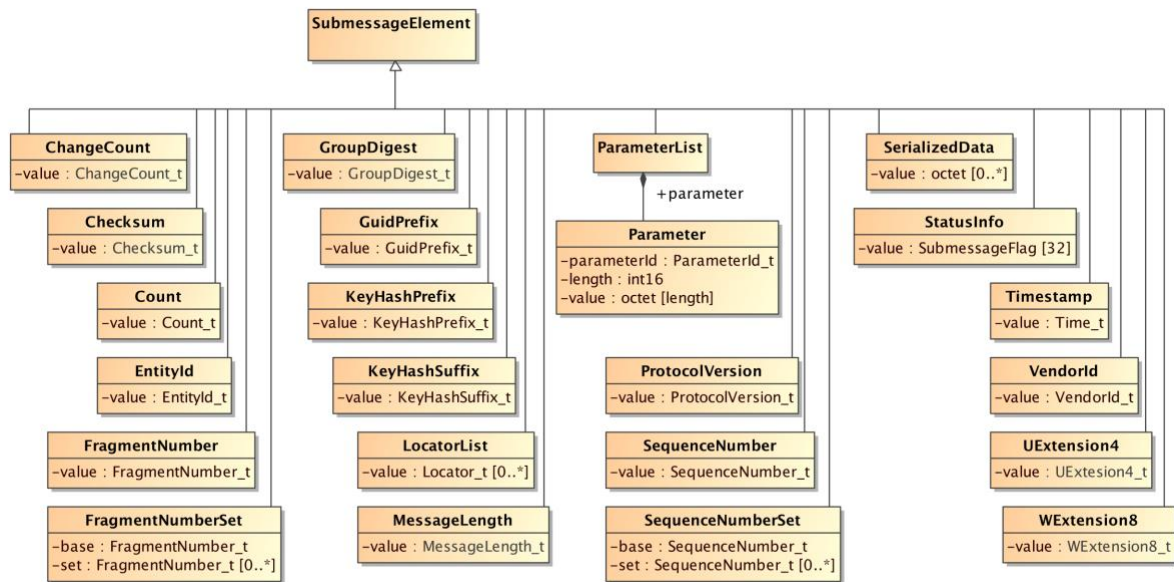 SubmessageElement
ChangeCount
-value : ChangeCount_t
Checksum
-value : Checksum_t
Count
-value : Count_t
EntityId
-value : EntityId_t
FragmentNumber
-value : FragmentNumber_t
FragmentNumberSet
-base : FragmentNumber_t
-set : FragmentNumber_t [0..*]
GroupDigest
-value : GroupDigest_t
GuidPrefix
-value : GuidPrefix_t
KeyHashPrefix
-value : KeyHashPrefix_t
KeyHashSuffix
-value : KeyHashSuffix_t
LocatorList
-value : Locator_t [0..*]
MessageLength
-value : MessageLength_t
ParameterList
+parameter
Parameter
-parameterId : ParameterId_t
-length : int16
-value : octet [length]
ProtocolVersion
-value : ProtocolVersion_t
SequenceNumber
-value : SequenceNumber_t
SequenceNumberSet
-base : SequenceNumber_t
-set : SequenceNumber_t [0..*]
SerializedData
-value : octet [0..*]
StatusInfo
-value : SubmessageFlag [32]
Timestamp
-value : Time_t
VendorId
-value : VendorId_t
UExtension4
-value : UExtesion4_t
WExtension8
-value : WExtension8_t